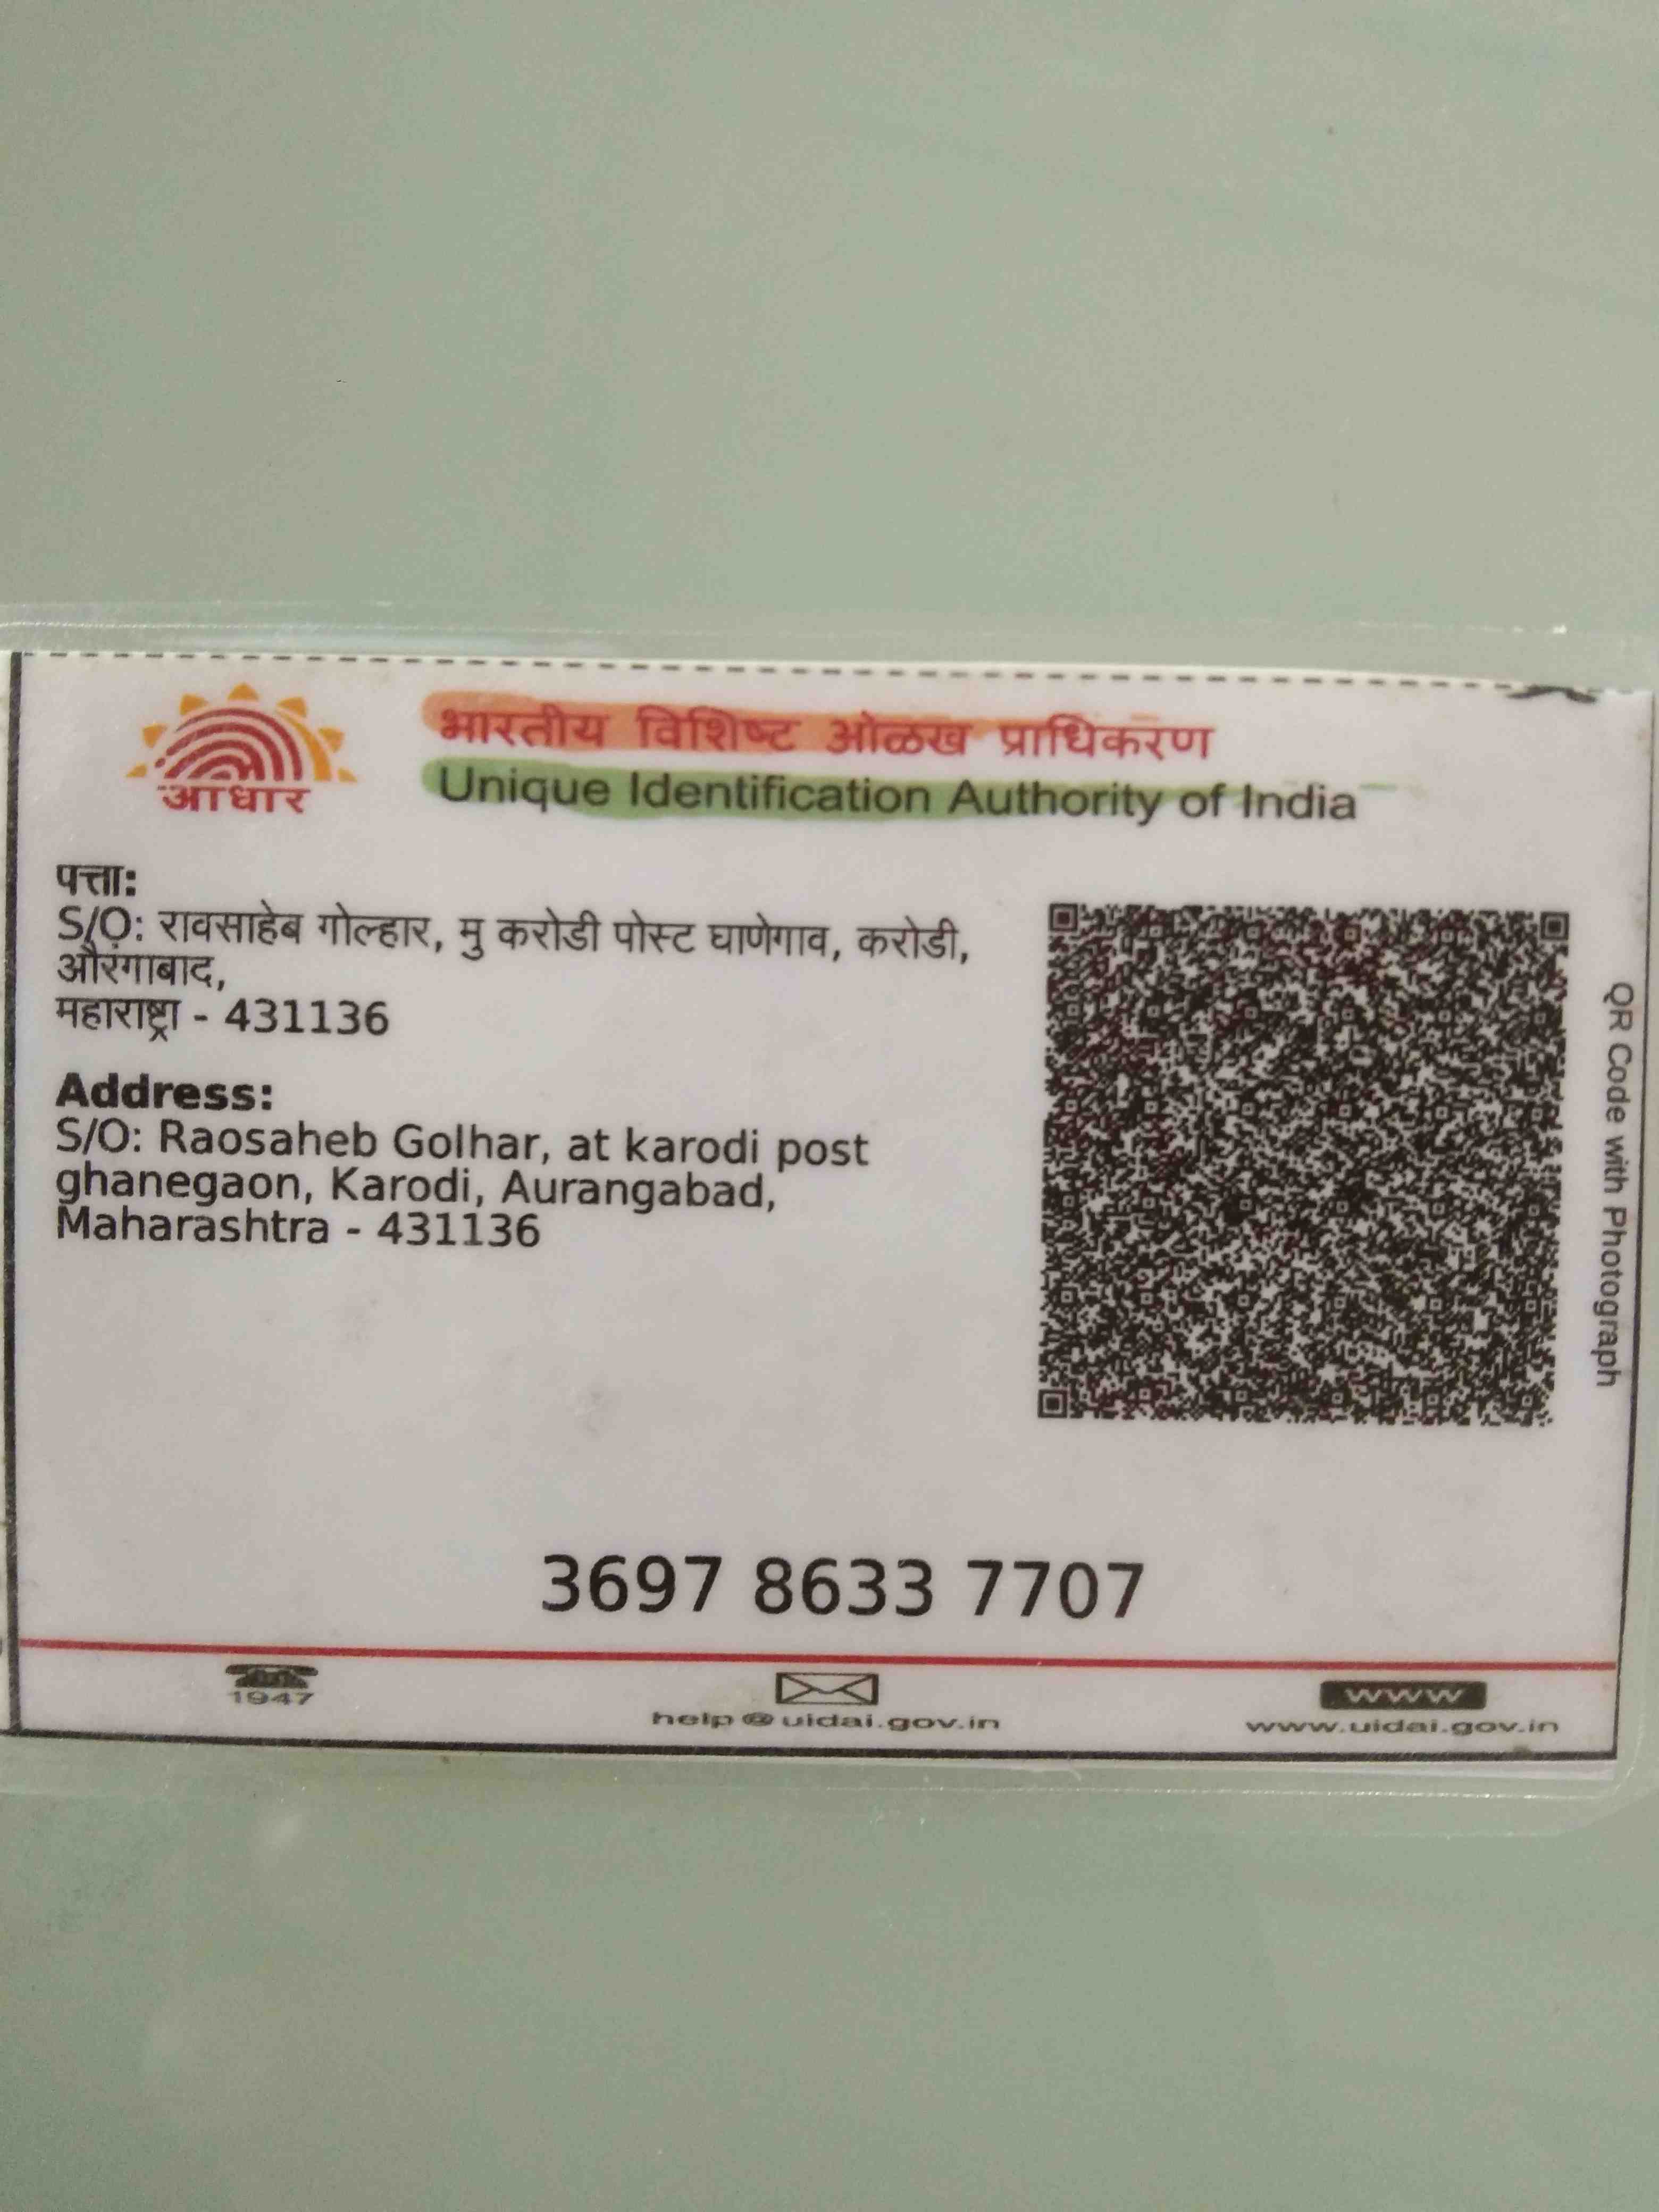 आधार
भारतीय विशिष्ट ओळख प्राधिकरण
Unique Identification Authority of India
पत्ता:
S/O: रावसाहेब गोल्हार, मु करोडी पोस्ट घाणेगाव, करोडी,
औरंगाबाद,
महाराष्ट्रा - 431136
Address:
S/O: Raosaheb Golhar, at karodi post
ghanegaon, Karodi, Aurangabad,
Maharashtra - 431136
QR Code with Photograph
3697 8633 7707
1947
help@uidai.gov.in
www
www.uidai.gov.in